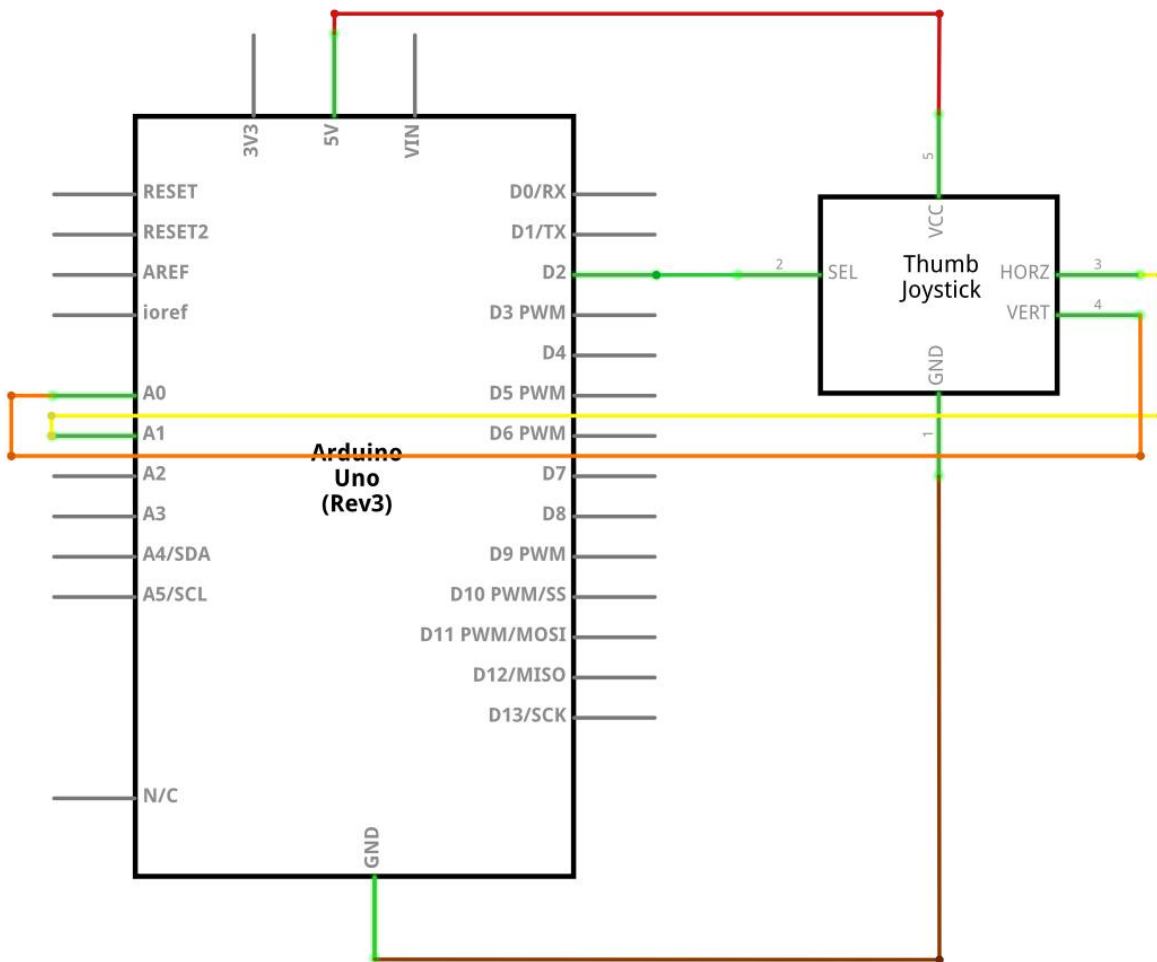 3V3
5V
VIN
RESET
RESET2
AREF
ioref
A0
A1
A2
A3
A4/SDA
A5/SCL
N/C
D0/RX
D1/TX
D2
D3 PWM
D4
D5 PWM
D6 PWM
D7
D8
D9 PWM
D10 PWM/SS
D11 PWM/MOSI
D12/MISO
D13/SCK
Arduino
Uno
(Rev3)
GND
5
VCC
2
SEL
Thumb
Joystick
HORZ
3
VERT
4
GND
1